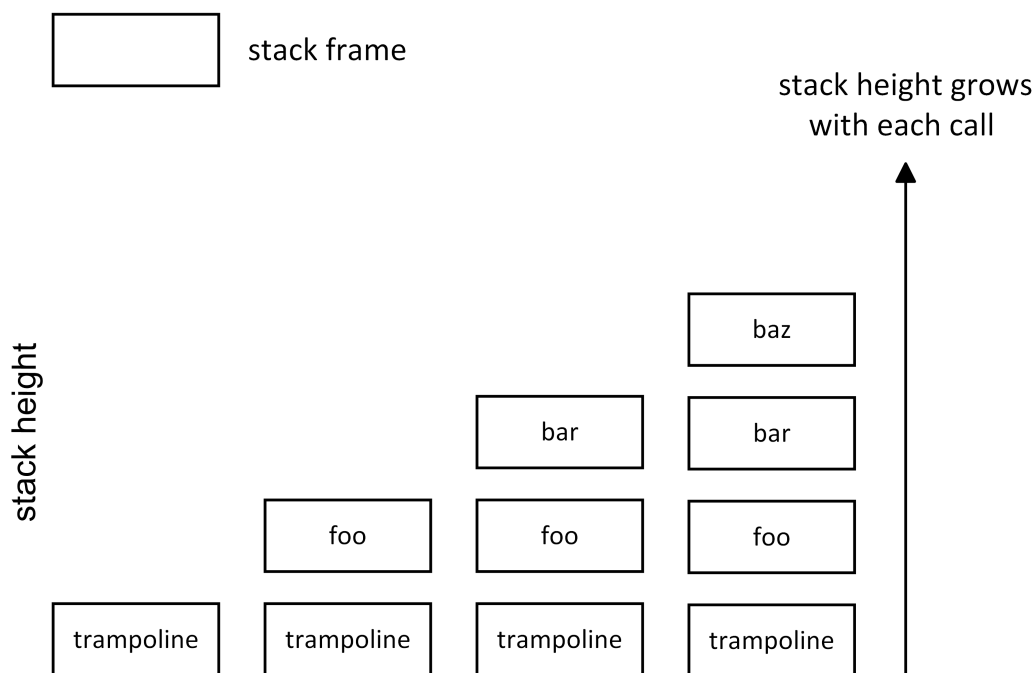 stack frame
stack height grows
with each call
stack height
baz
bar
bar
foo
foo
foo
trampoline
trampoline
trampoline
trampoline